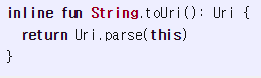 inline fun String.toUri(): Uri {
  return Uri.parse(this)
}